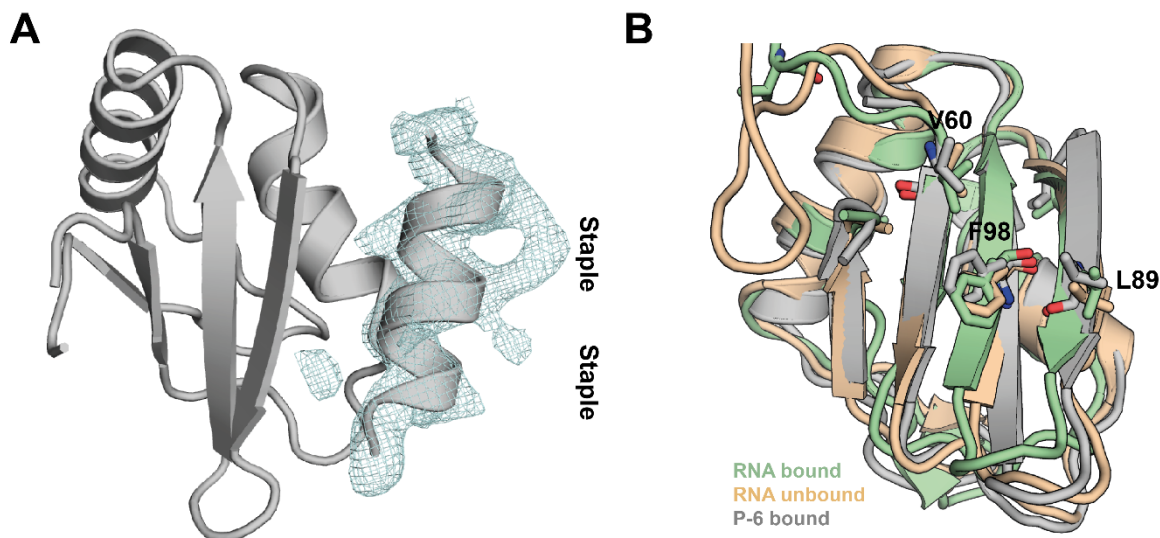 A
Staple
Staple
B
V60
F98
L89
RNA bound
RNA unbound
P-6 bound